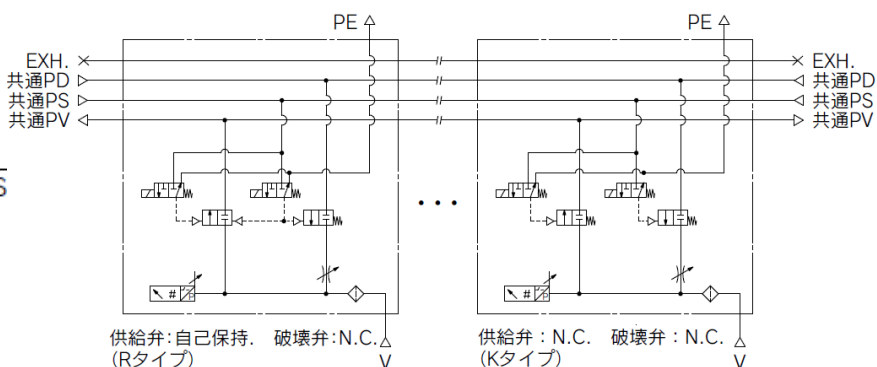 PE
PE
EXH.
共通PD
共通PS
共通PV
EXH.
共通PD
共通PS
共通PV
S
#
#
供給弁:自己保持.
(Rタイプ)
破壊弁:N.C.
V
供給弁：N.C.
(Kタイプ)
破壊弁：N.C.
V